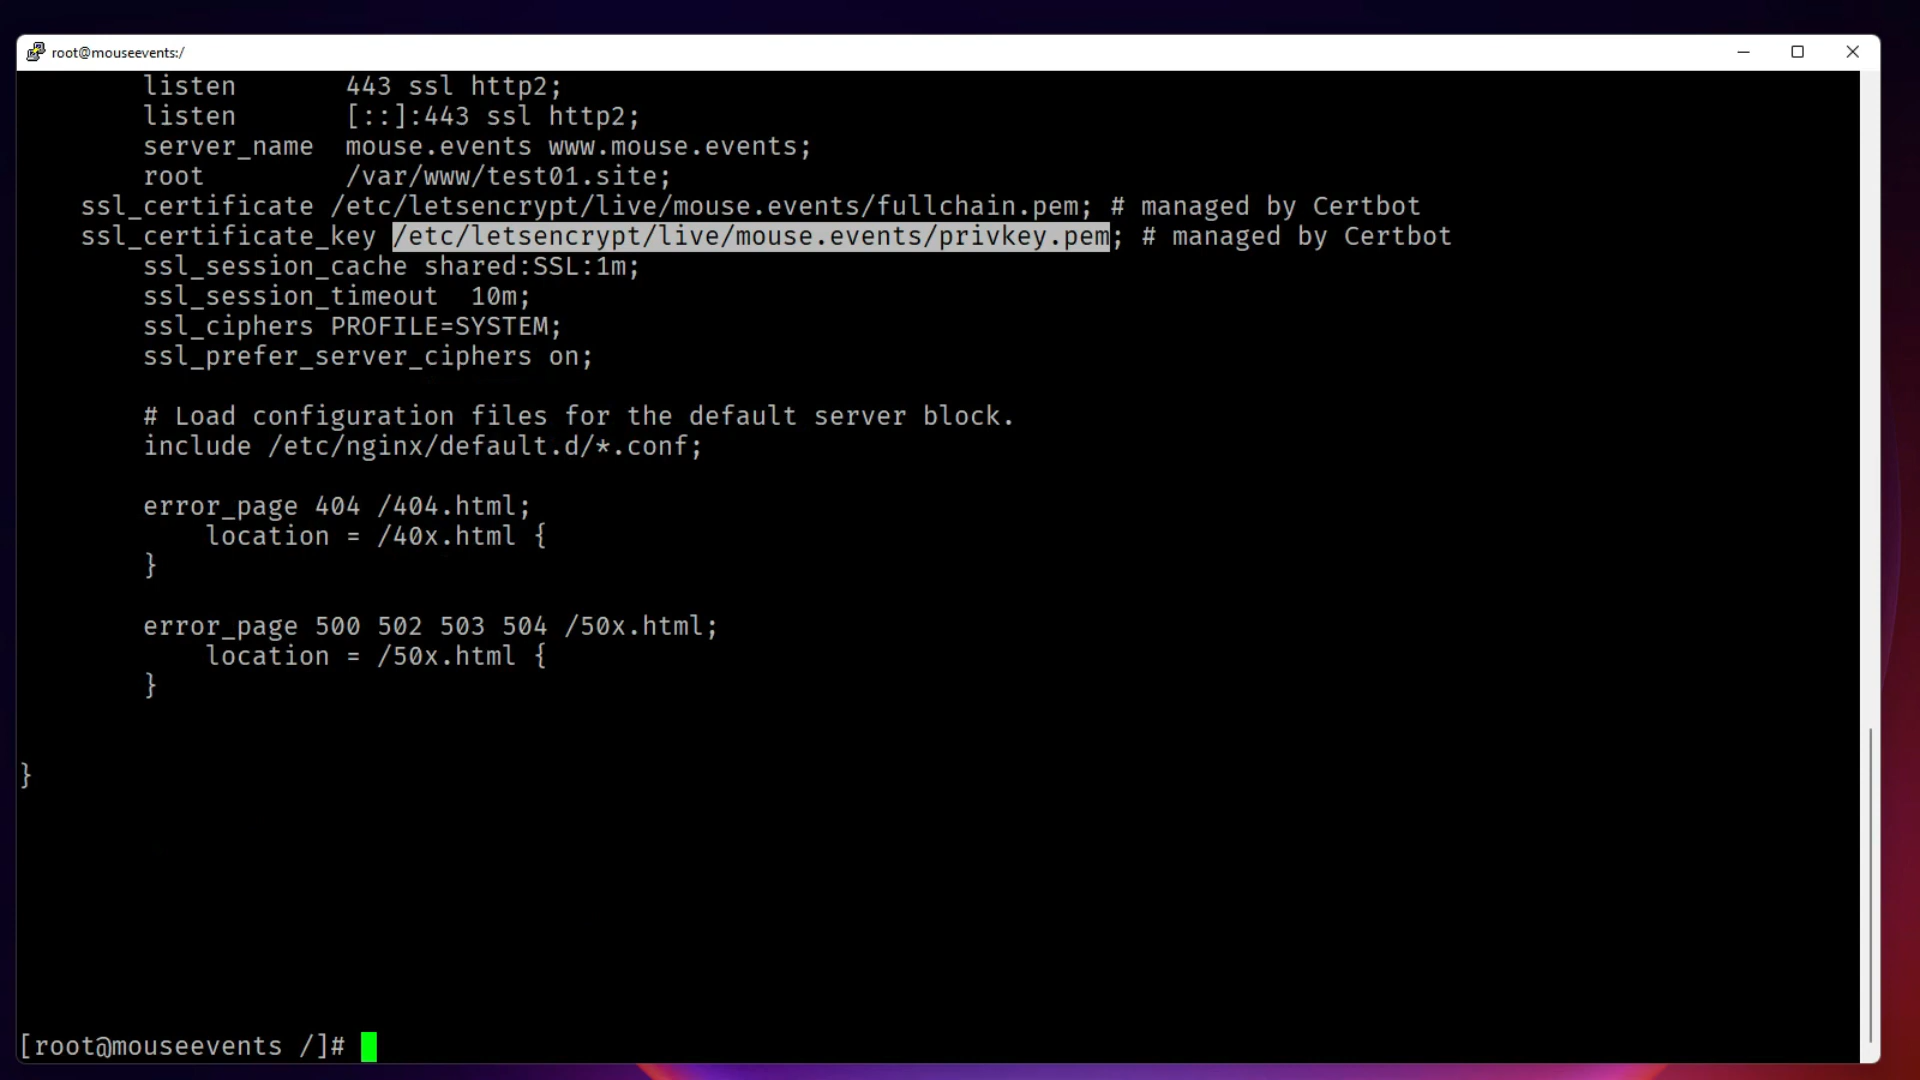 root@mouseevents:/
listen 443 ssl http2;
listen [::]:443 ssl http2;
server_name mouse.events www.mouse.events;
root /var/www/test01.site;
ssl_certificate /etc/letsencrypt/live/mouse.events/fullchain.pem; # managed by Certbot
ssl_certificate_key /etc/letsencrypt/live/mouse.events/privkey.pem; # managed by Certbot
ssl_session_cache shared:SSL:1m;
ssl_session_timeout 10m;
ssl_ciphers PROFILE=SYSTEM;
ssl_prefer_server_ciphers on;
# Load configuration files for the default server block.
include /etc/nginx/default.d/*.conf;
error_page 404 /404.html;
location = /40x.html {
}
error_page 500 502 503 504 /50x.html;
location = /50x.html {
}
}
[root@mouseevents /]#